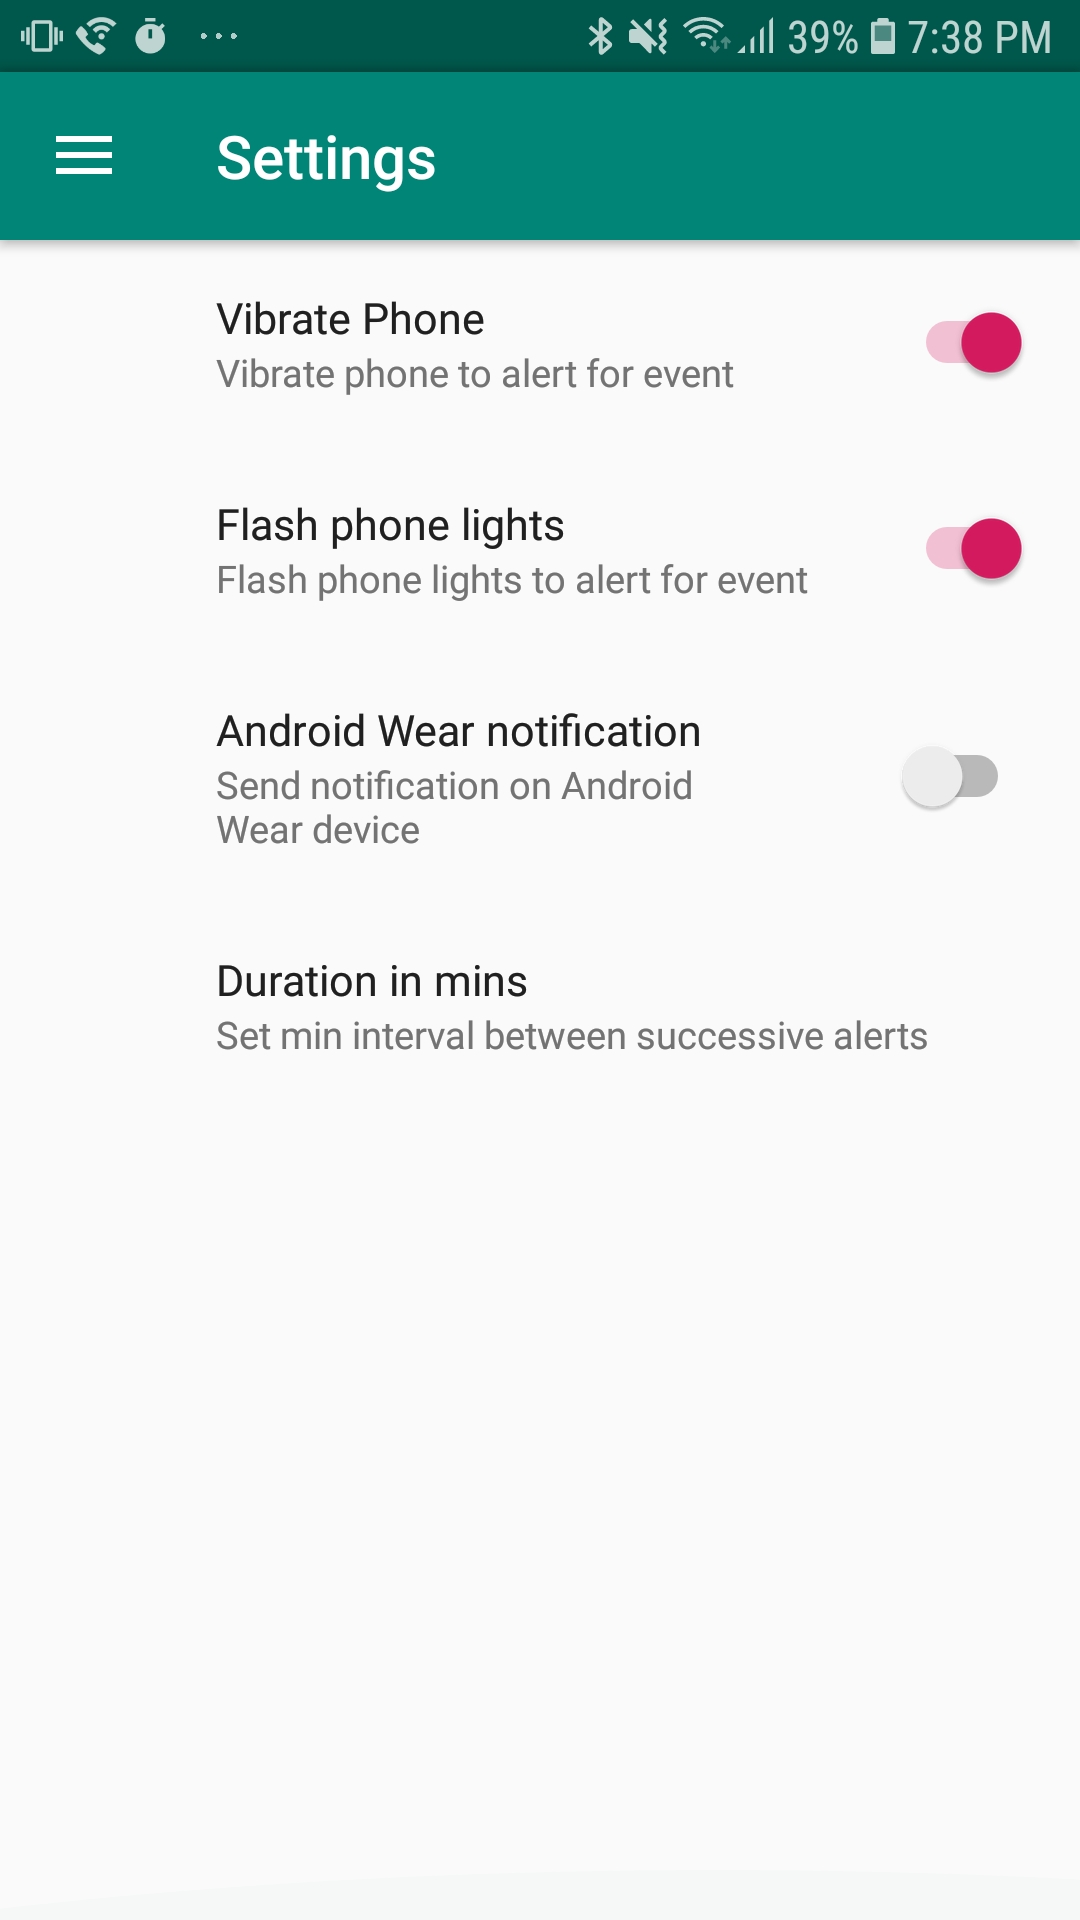 39% 7:38 PM
Settings
Vibrate Phone
Vibrate phone to alert for event
Flash phone lights
Flash phone lights to alert for event
Android Wear notification
Send notification on Android
Wear device
Duration in mins
Set min interval between successive alerts